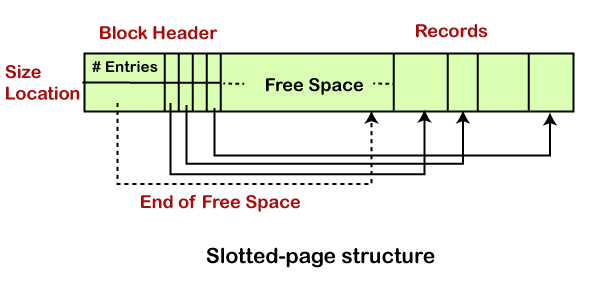 Block Header
Records
Size
Location
# Entries
Free Space
End of Free Space
Slotted-page structure